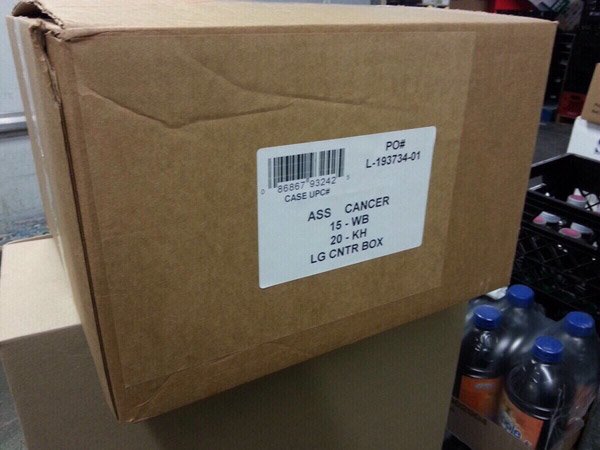 PO#
L-193734-01
0 86867 93242 5
CASE UPC#
ASS CANCER
15 - WB
20 - KH
LG CNTR BOX